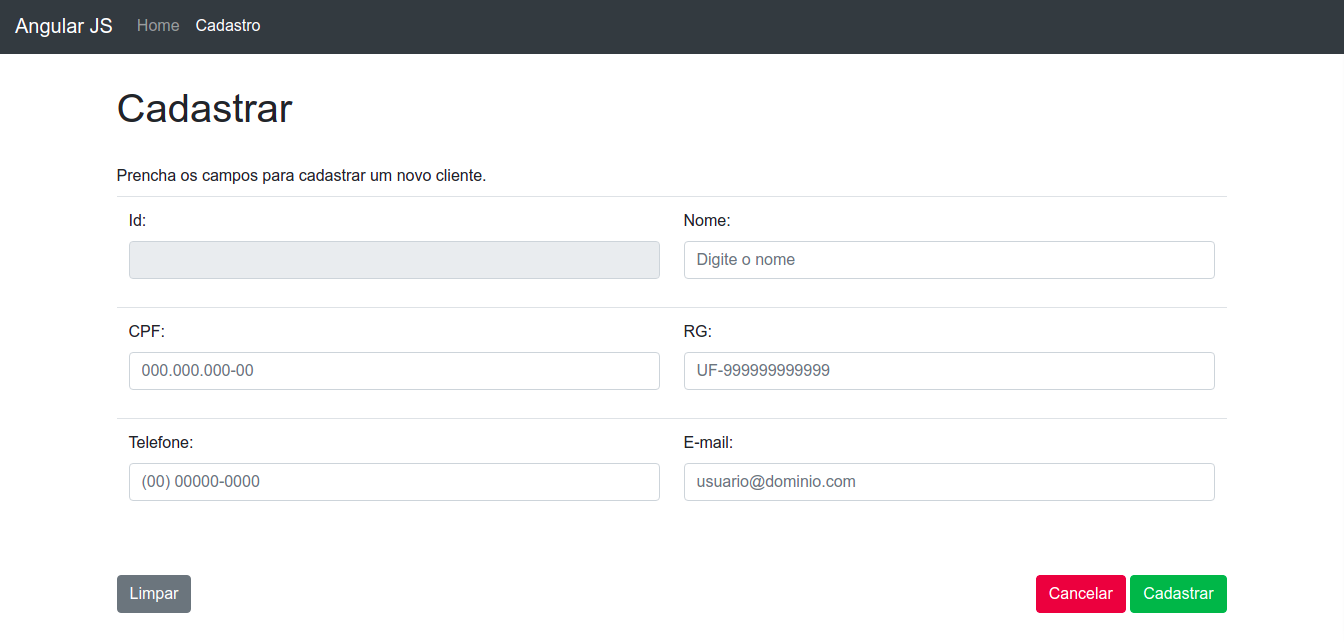 Angular JS Home Cadastro
Cadastrar
Prencha os campos para cadastrar um novo cliente.
Id: Nome:
Digite o nome
CPF: RG:
000.000.000-00 UF-999999999999
Telefone: E-mail:
(00) 00000-0000 usuario@dominio.com
Limpar Cancelar Cadastrar